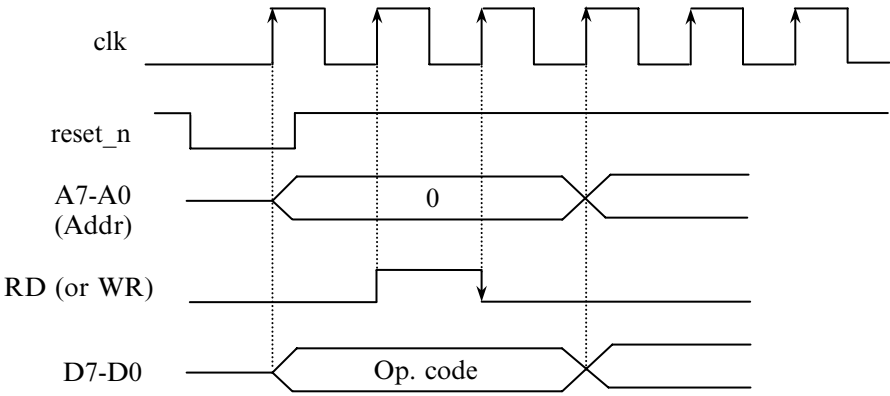 clk
reset_n
A7-A0
(Addr)
0
RD (or WR)
D7-D0
Op. code